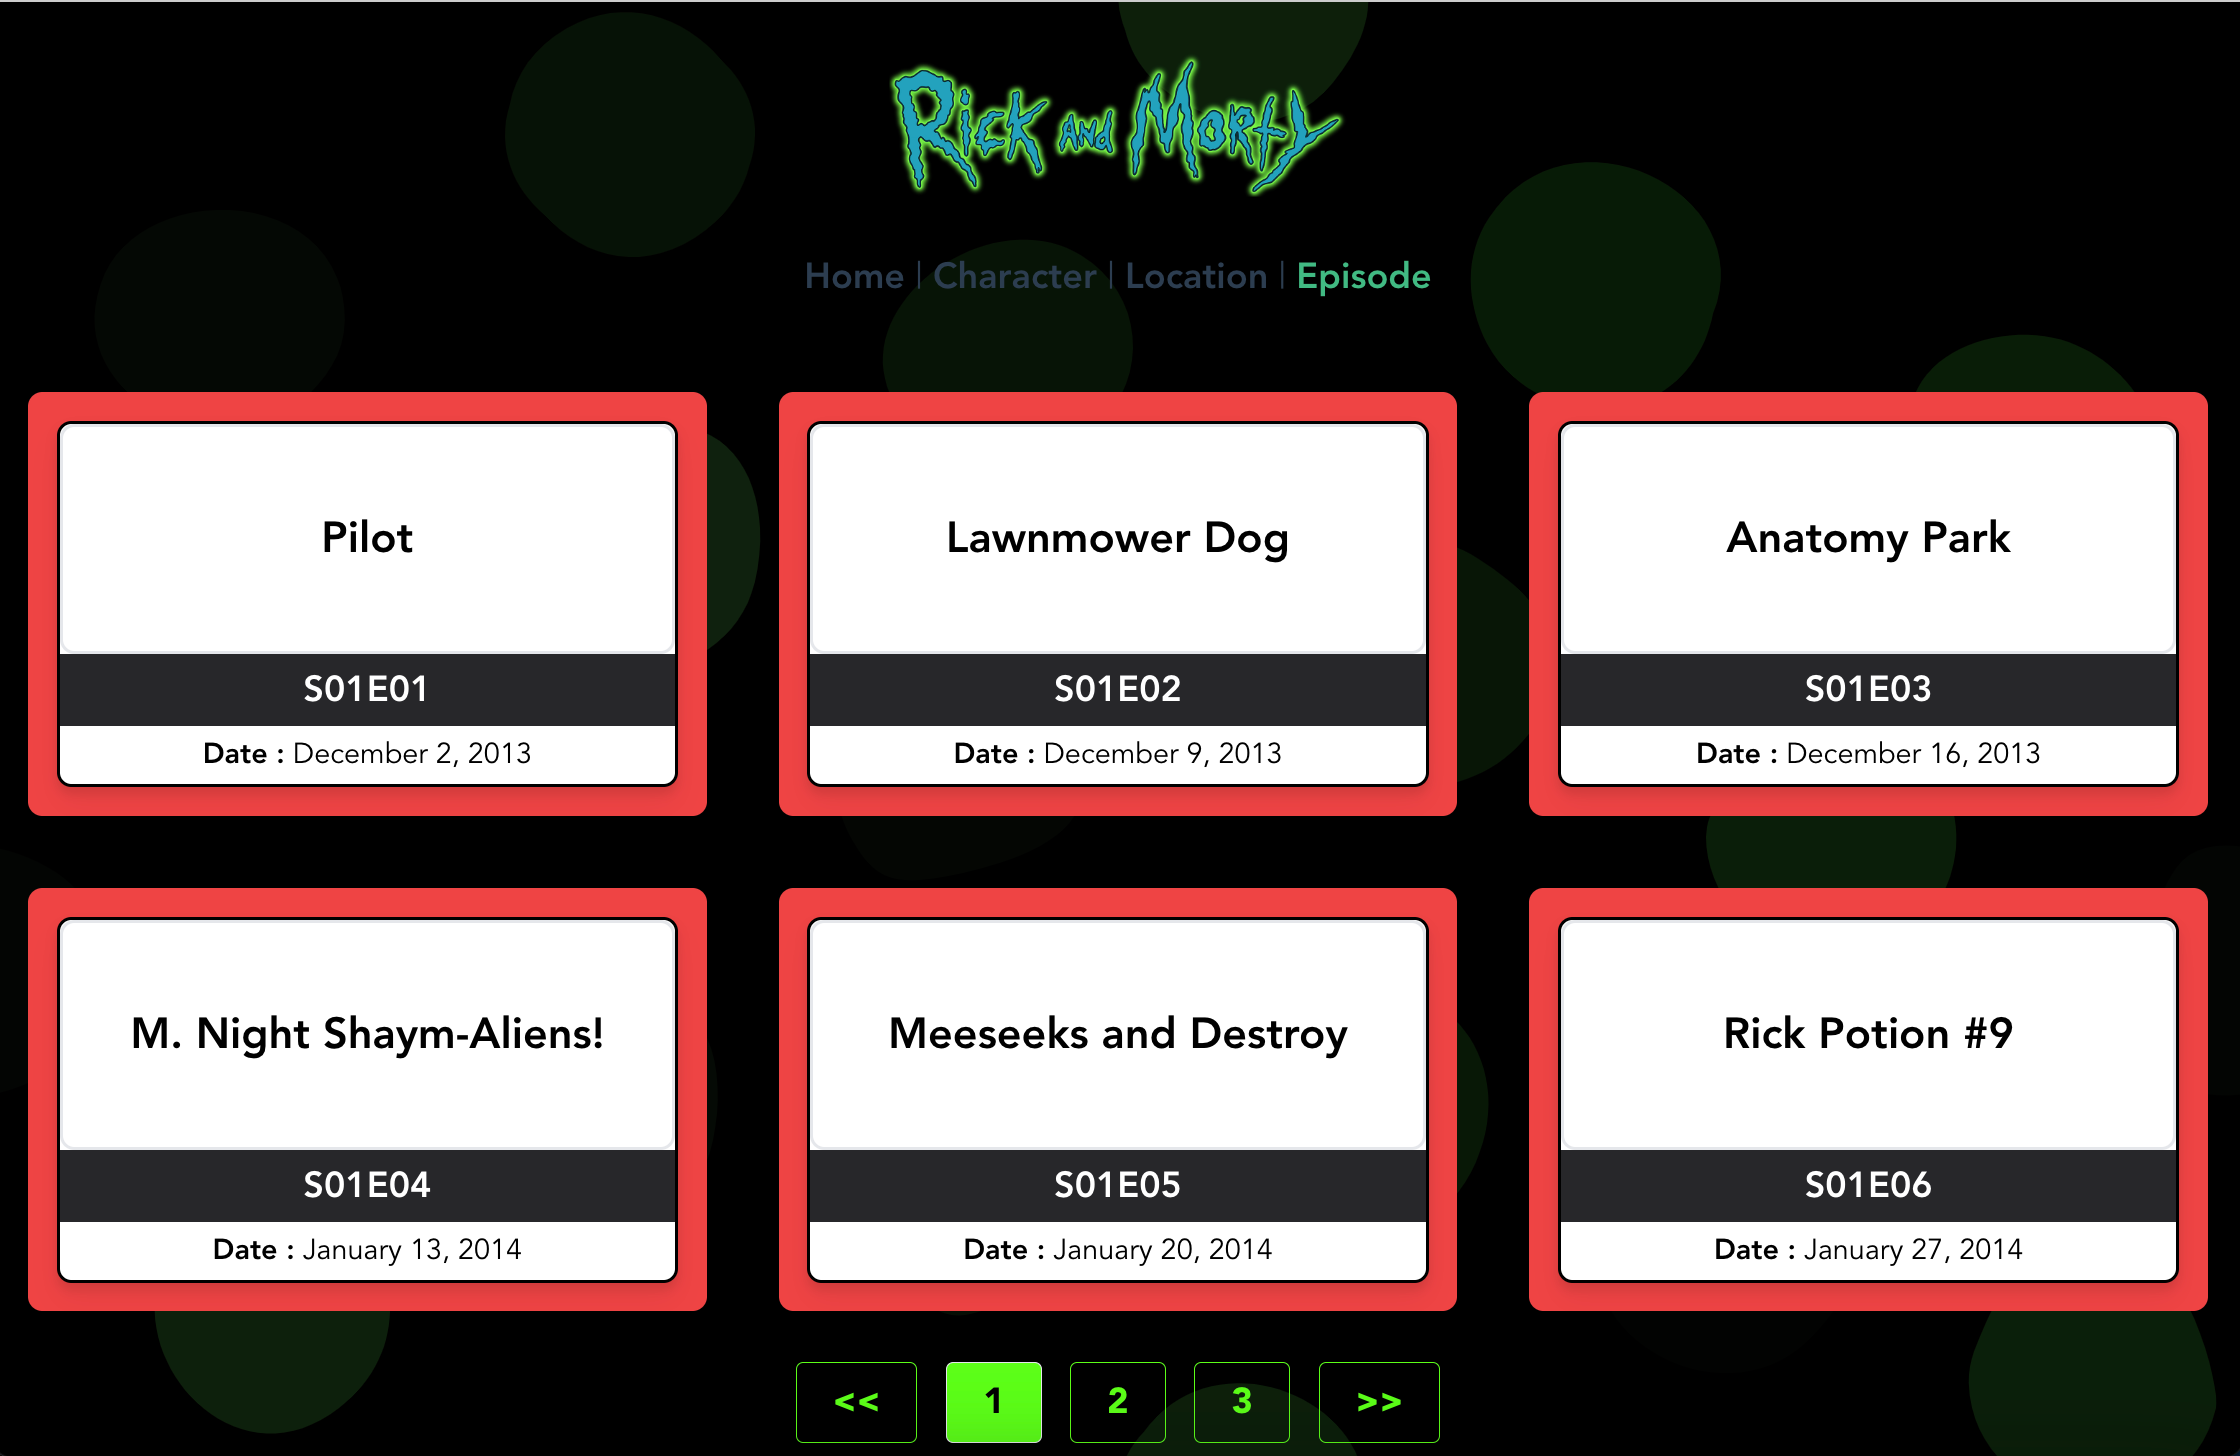 Rick and Morty
Home | Character | Location | Episode
Pilot
S01E01
Date : December 2, 2013
Lawnmower Dog
S01E02
Date : December 9, 2013
Anatomy Park
S01E03
Date : December 16, 2013
M. Night Shaym-Aliens!
S01E04
Date : January 13, 2014
Meeseeks and Destroy
S01E05
Date : January 20, 2014
Rick Potion #9
S01E06
Date : January 27, 2014
<< 1 2 3 >>